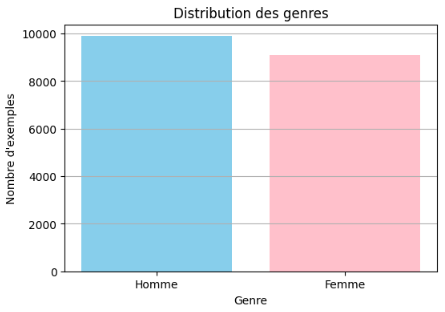 Distribution des genres
10000
8000
6000
4000
2000
0
Nombre d'exemples
Homme
Femme
Genre